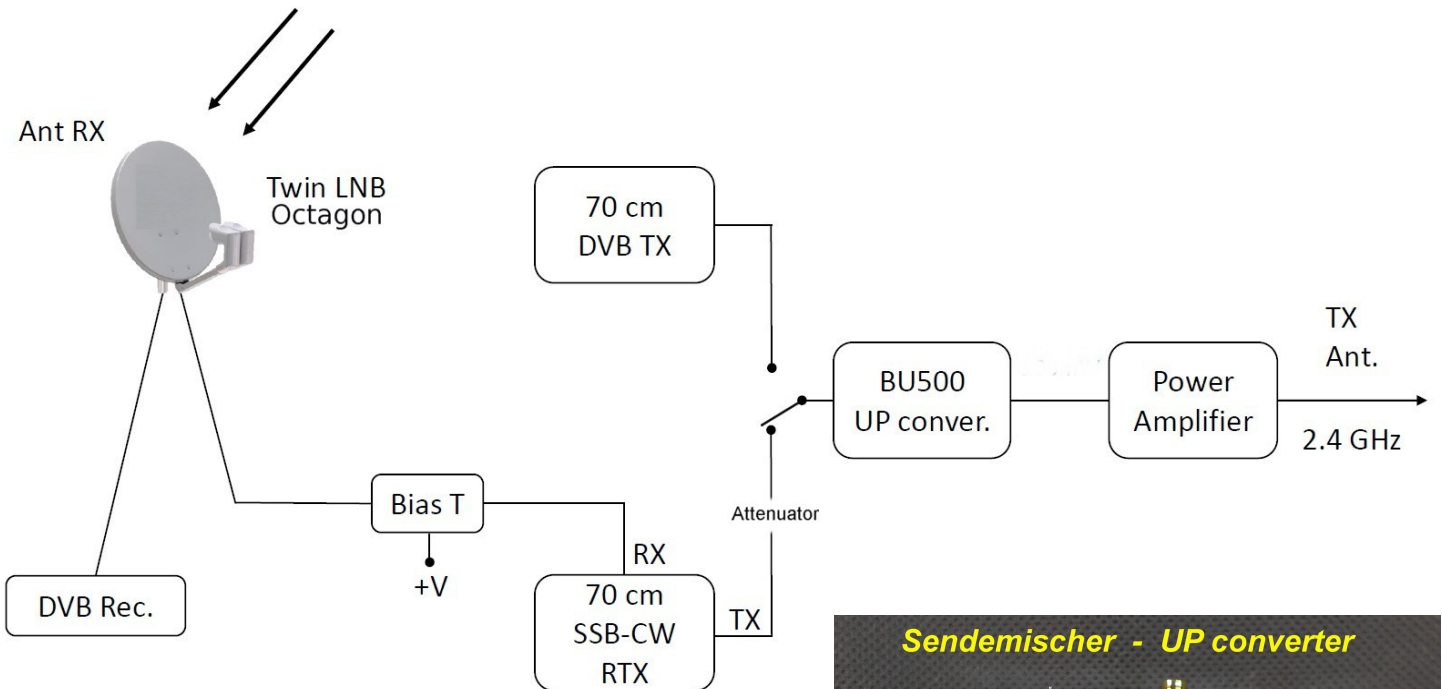 Ant RX
Twin LNB
Octagon
70 cm
DVB TX
BU500
UP conver.
Power
Amplifier
TX
Ant.
2.4 GHz
Bias T
+V
Attenuator
RX
DVB Rec.
70 cm
SSB-CW
RTX
TX
Sendemischer - UP converter